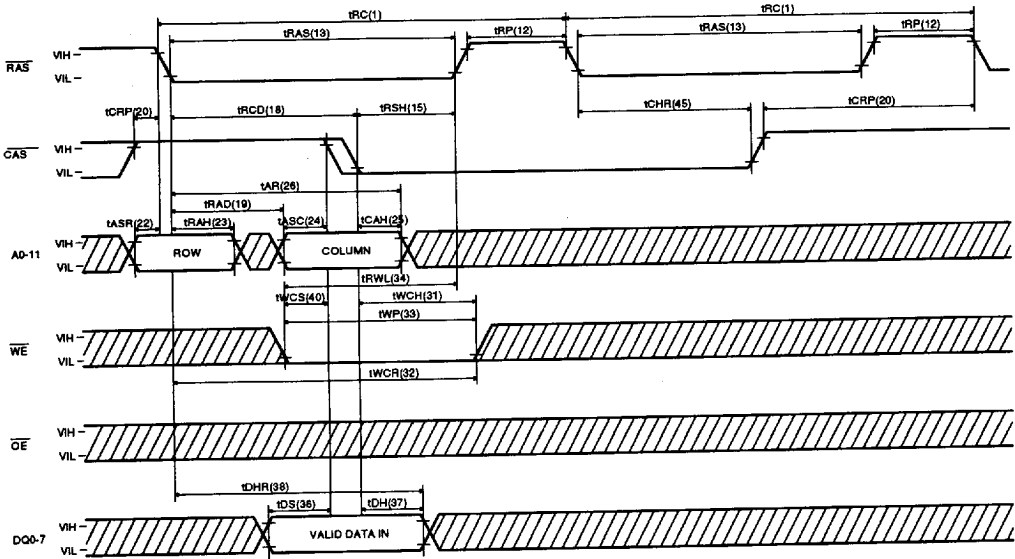 tRC(1) tRC(1)
tRAS(13) tRP(12) tRAS(13) tRP(12)
RAS VIH VIL
tCRP(20) tRCD(18) tRSH(15) tCHR(45) tCRP(20)
CAS VIH VIL
tAR(26)
tRAD(19)
tASR(22) tRAH(23) tASC(24) tCAH(25)
A0-11 VIH VIL ROW COLUMN
tRWL(34)
tWCS(40) tWCH(31)
tWP(33)
WE VIH VIL
tWCR(32)
OE VIH VIL
tDHR(38)
tDS(36) tDH(37)
DQ0-7 VIH VIL VALID DATA IN